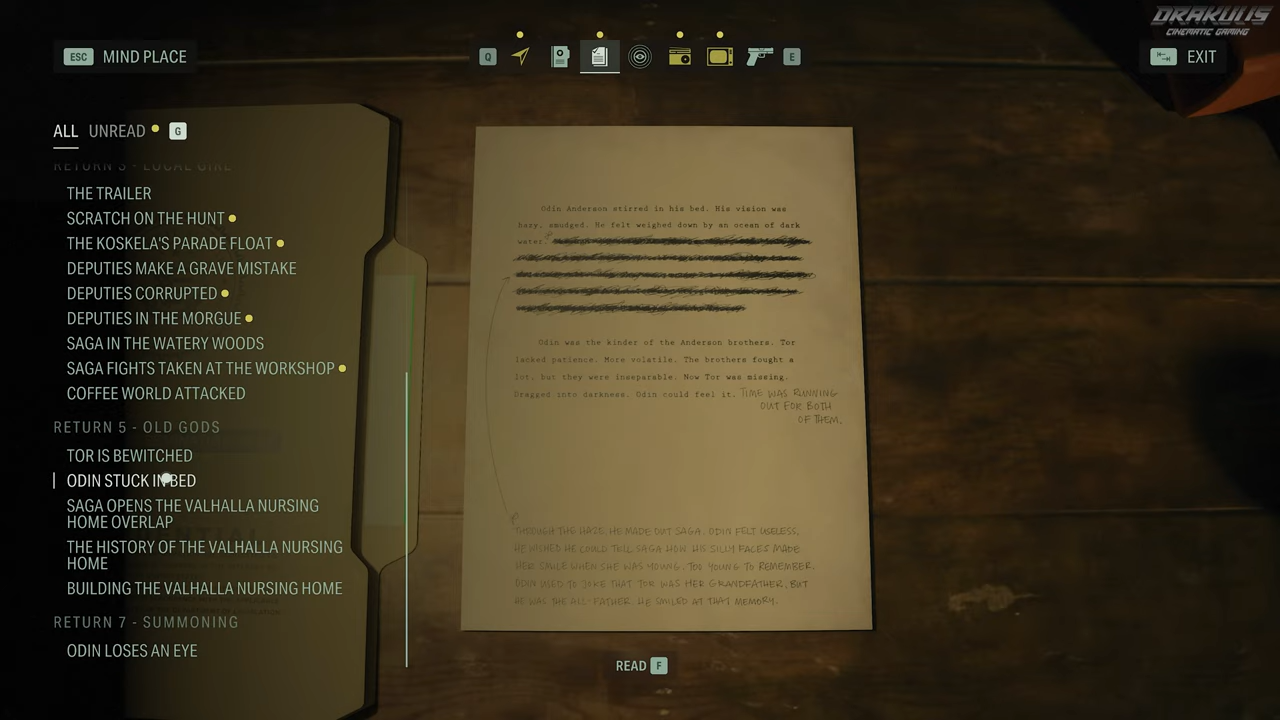 DRAKULIS
CINEMATIC GAMING
ESC MIND PLACE
Q E
EXIT
ALL UNREAD G
RETURN 3 - LOCAL GIRL
THE TRAILER
SCRATCH ON THE HUNT
THE KOSKELA'S PARADE FLOAT
DEPUTIES MAKE A GRAVE MISTAKE
DEPUTIES CORRUPTED
DEPUTIES IN THE MORGUE
SAGA IN THE WATERY WOODS
SAGA FIGHTS TAKEN AT THE WORKSHOP
COFFEE WORLD ATTACKED
RETURN 5 - OLD GODS
TOR IS BEWITCHED
ODIN STUCK IN BED
SAGA OPENS THE VALHALLA NURSING
HOME OVERLAP
THE HISTORY OF THE VALHALLA NURSING
HOME
BUILDING THE VALHALLA NURSING HOME
RETURN 7 - SUMMONING
ODIN LOSES AN EYE
Odin Anderson stirred in his bed. His vision was
hazy, smudged. He felt weighed down by an ocean of dark
water.
Odin was the kinder of the Anderson brothers. Tor
lacked patience. More volatile. The brothers fought a
lot, but they were inseparable. Now Tor was missing.
Dragged into darkness. Odin could feel it. TIME WAS RUNNING
OUT FOR BOTH
OF THEM.
THROUGH THE HAZE, HE MADE OUT SAGA. ODIN FELT USELESS.
HE WISHED HE COULD TELL SAGA HOW HIS SILLY FACES MADE
HER SMILE WHEN SHE WAS YOUNG, TOO YOUNG TO REMEMBER.
ODIN USED TO JOKE THAT TOR WAS HER GRANDFATHER, BUT
HE WAS THE ALL-FATHER. HE SMILED AT THAT MEMORY.
READ F